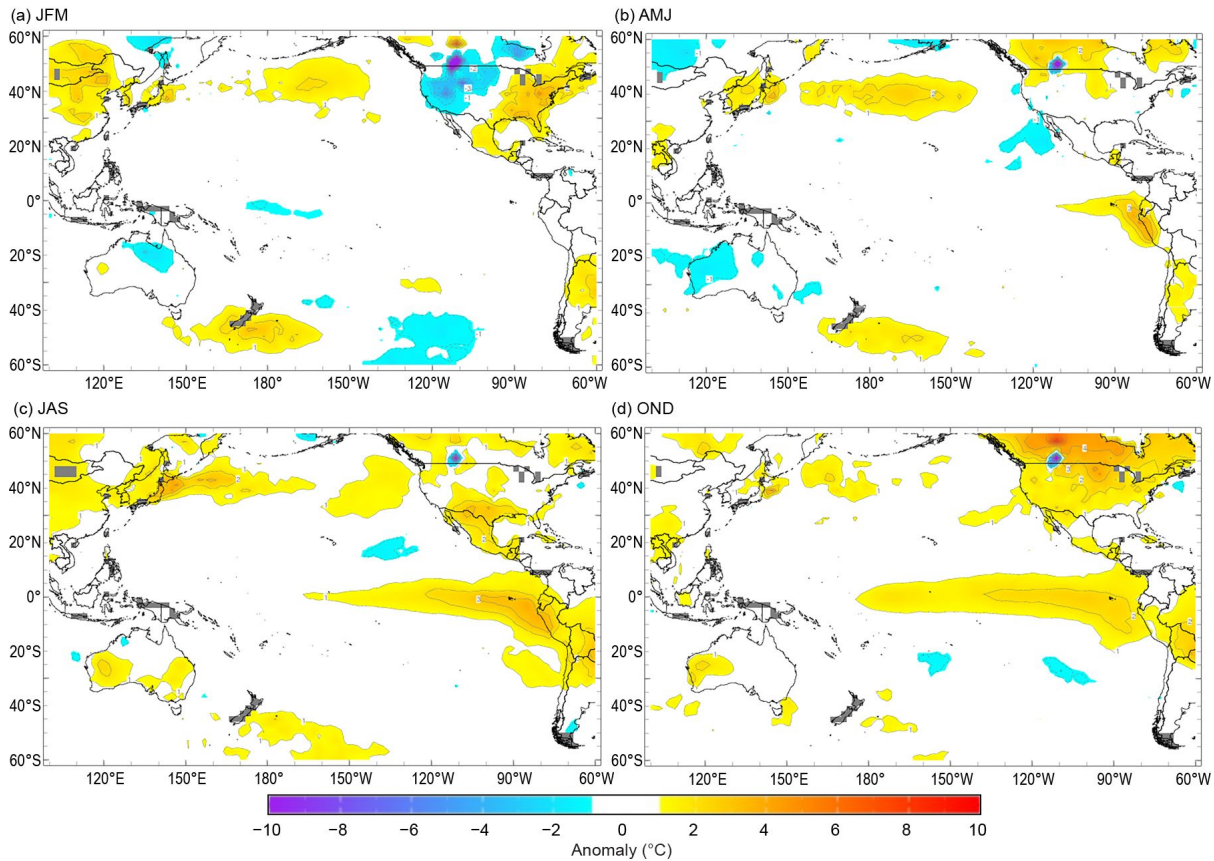 (a) JFM
(b) AMJ
60°N 60°N
40°N 40°N
20°N 20°N
0° 0°
20°S 20°S
40°S 40°S
60°S 60°S
120°E 150°E 180° 150°W 120°W 90°W 60°W 120°E 150°E 180° 150°W 120°W 90°W 60°W
(c) JAS
(d) OND
60°N 60°N
40°N 40°N
20°N 20°N
0° 0°
20°S 20°S
40°S 40°S
60°S 60°S
120°E 150°E 180° 150°W 120°W 90°W 60°W 120°E 150°E 180° 150°W 120°W 90°W 60°W
−10 −8 −6 −4 −2 0 2 4 6 8 10
Anomaly (°C)